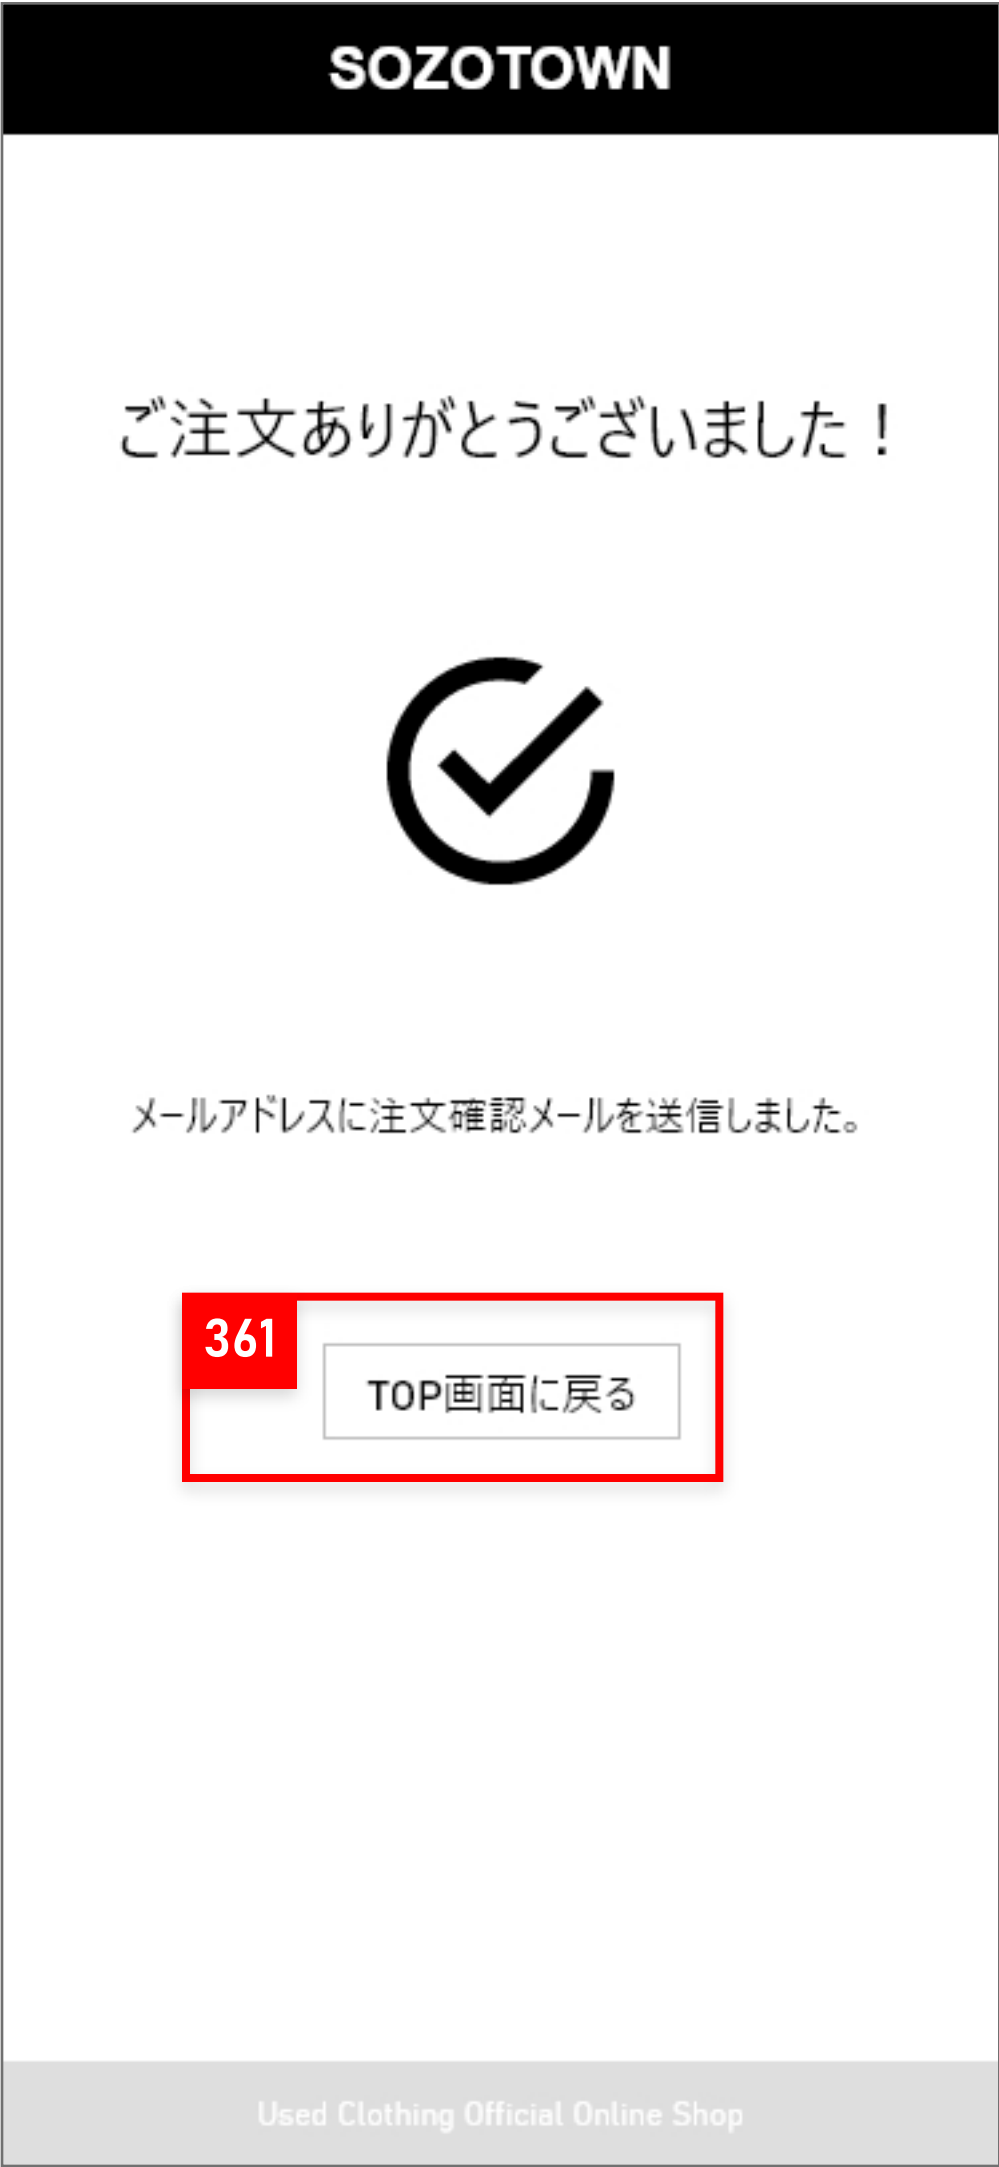 SOZOTOWN
ご注文ありがとうございました！
メールアドレスに注文確認メールを送信しました。
361
TOP画面に戻る
Used Clothing Official Online Shop